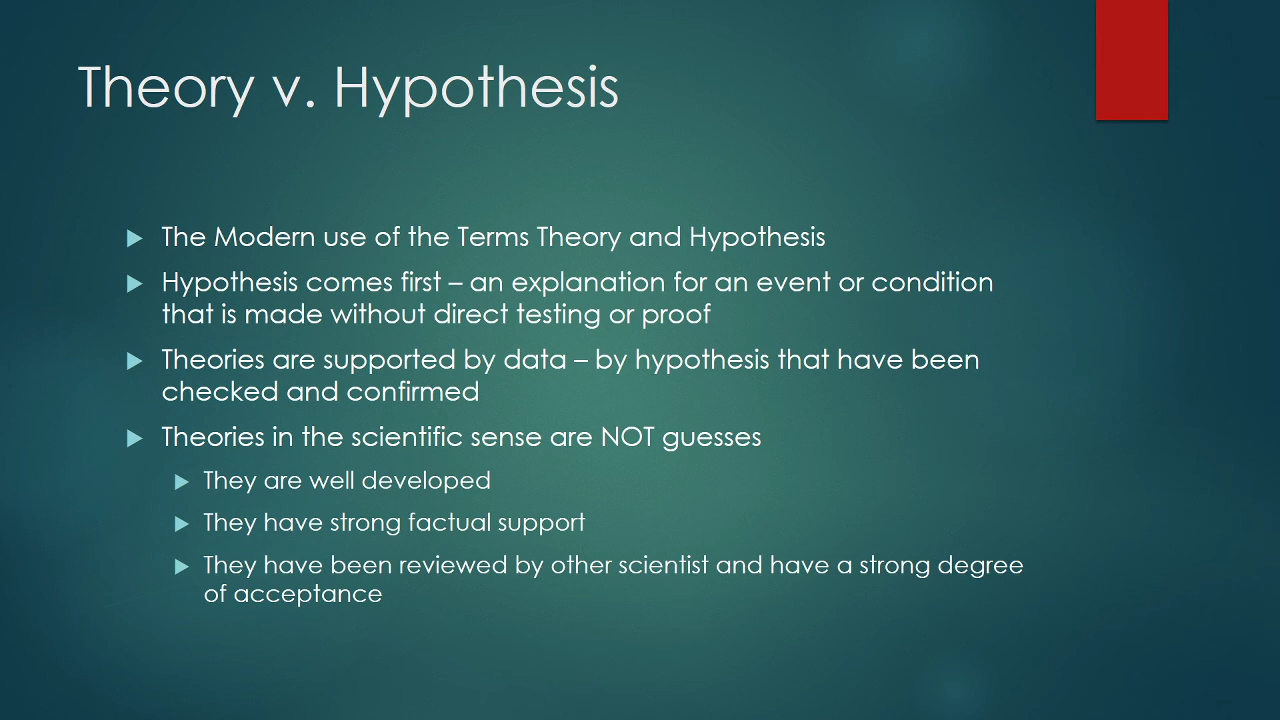 Theory v. Hypothesis
The Modern use of the Terms Theory and Hypothesis
Hypothesis comes first – an explanation for an event or condition
that is made without direct testing or proof
Theories are supported by data – by hypothesis that have been
checked and confirmed
Theories in the scientific sense are NOT guesses
They are well developed
They have strong factual support
They have been reviewed by other scientist and have a strong degree
of acceptance